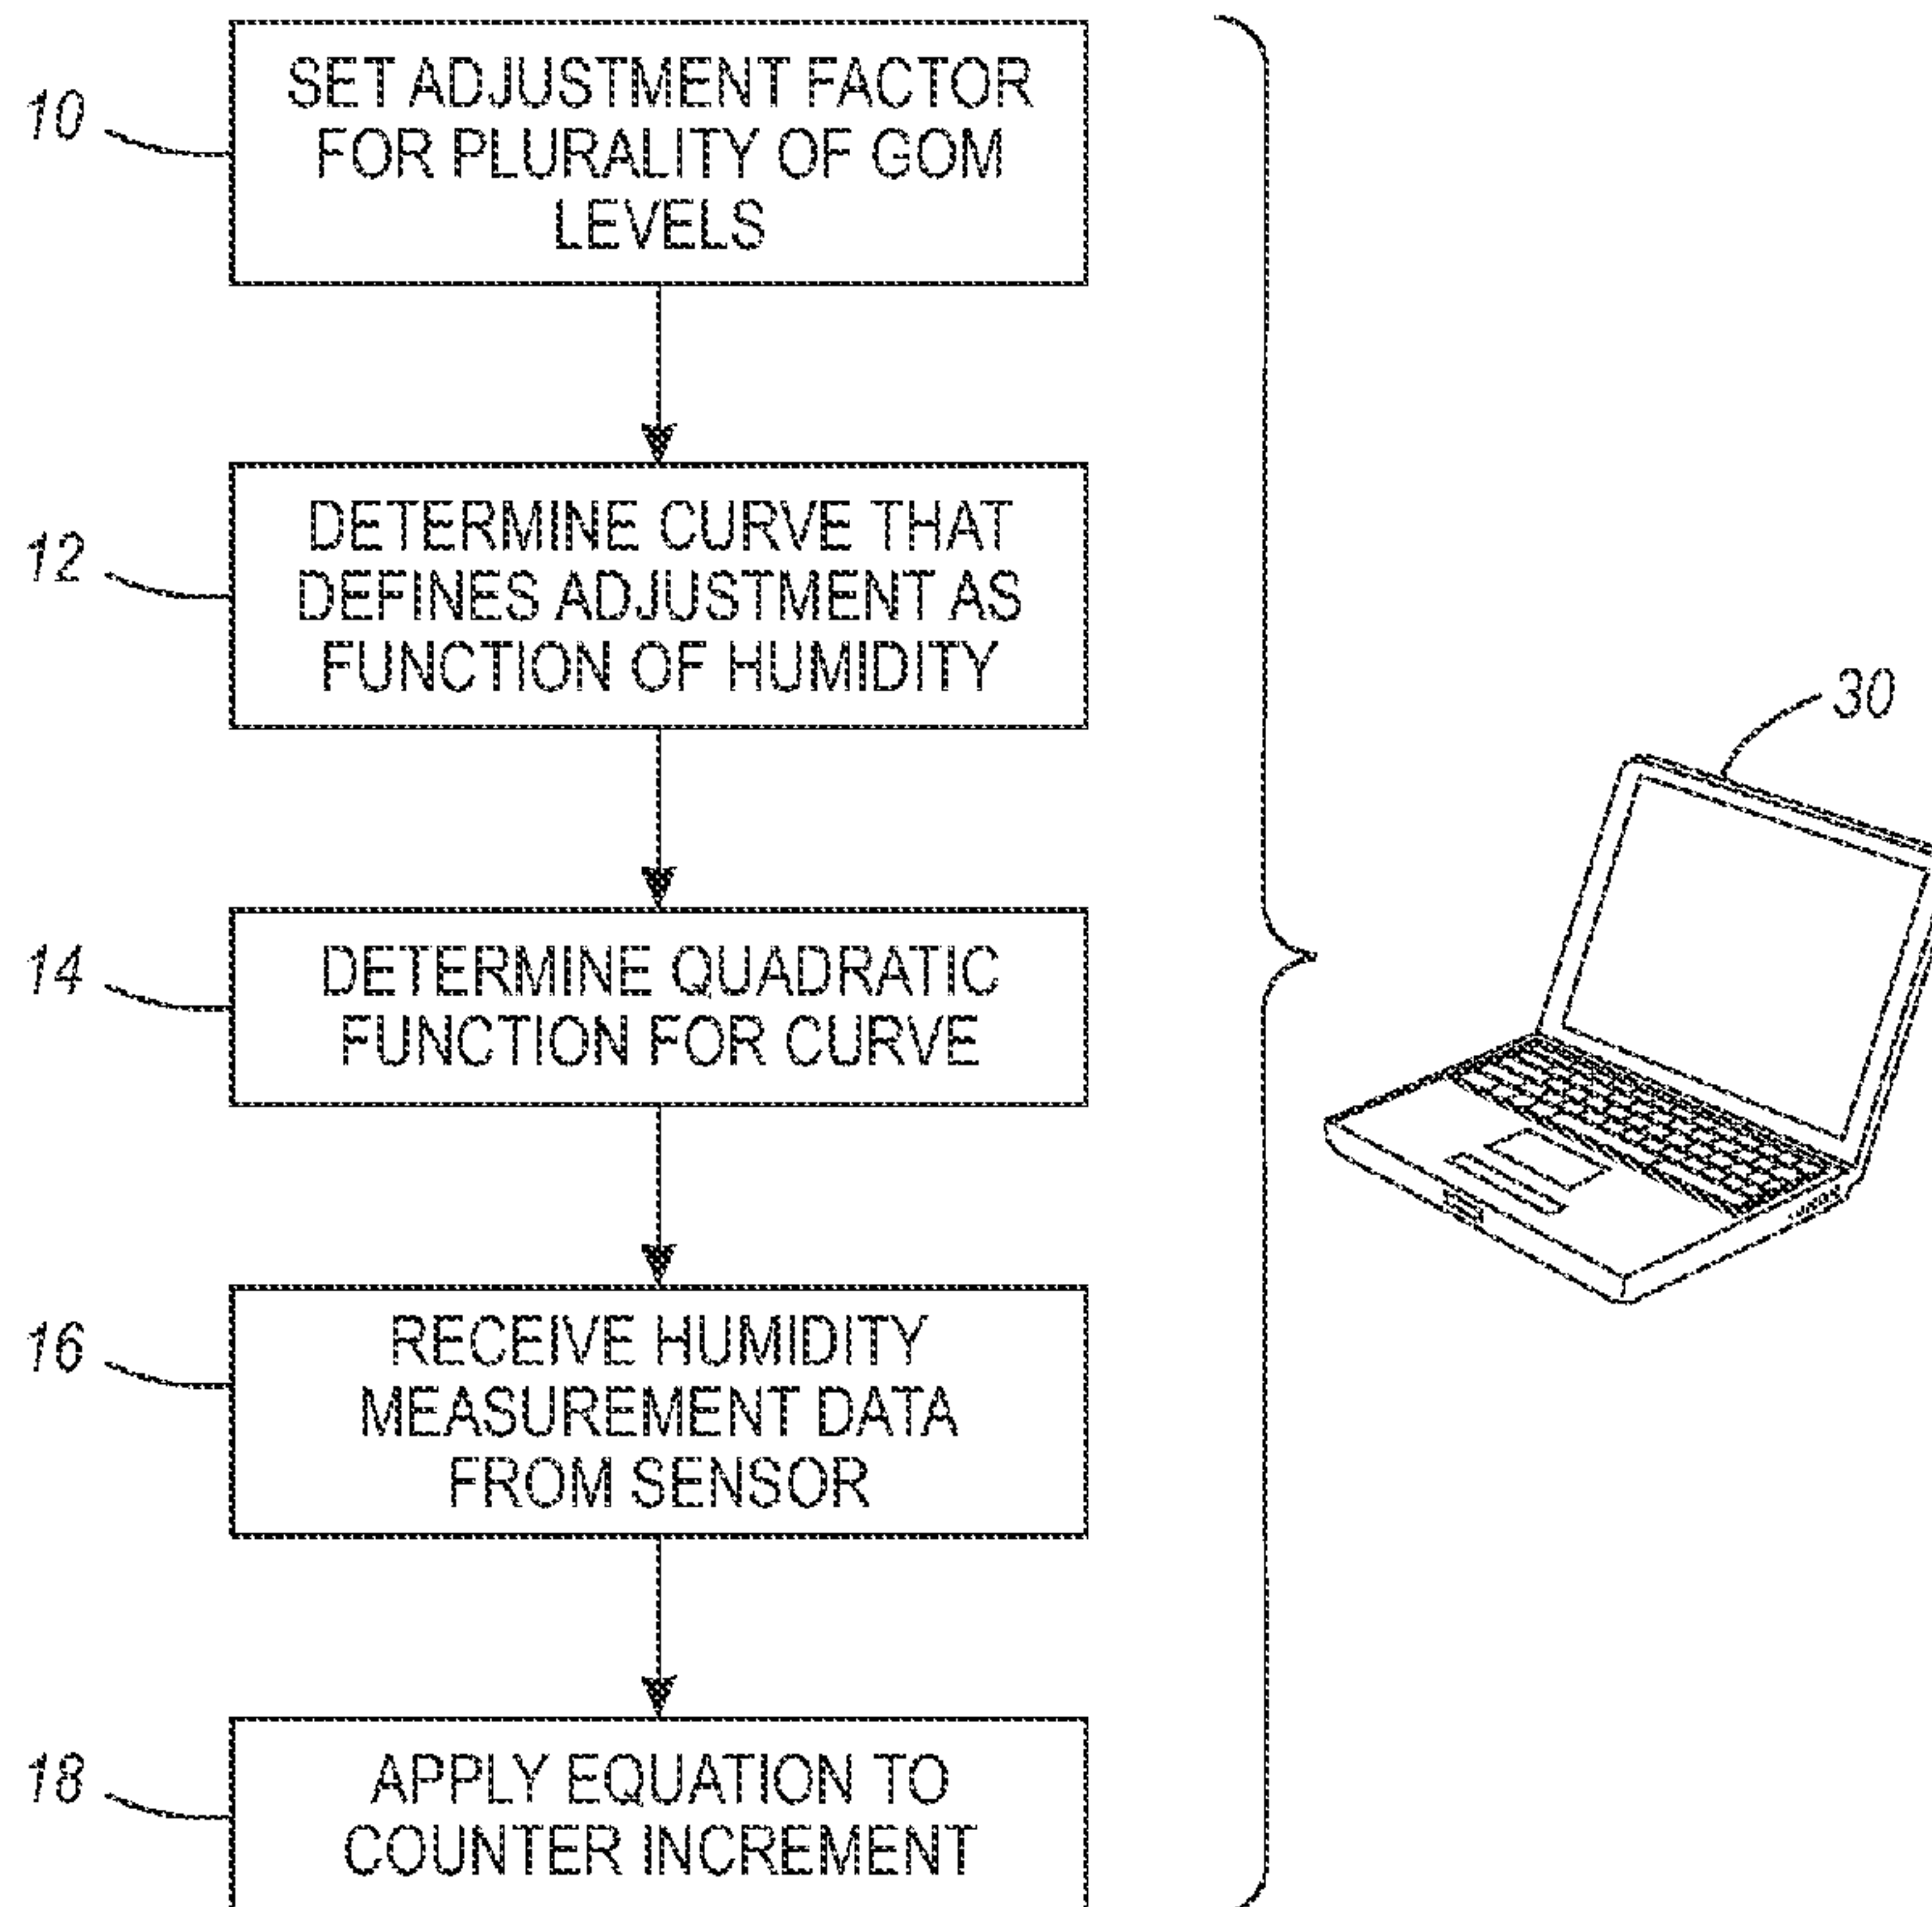 10
SET ADJUSTMENT FACTOR
FOR PLURALITY OF GOM
LEVELS
12
DETERMINE CURVE THAT
DEFINES ADJUSTMENT AS
FUNCTION OF HUMIDITY
30
14
DETERMINE QUADRATIC
FUNCTION FOR CURVE
16
RECEIVE HUMIDITY
MEASUREMENT DATA
FROM SENSOR
18
APPLY EQUATION TO
COUNTER INCREMENT